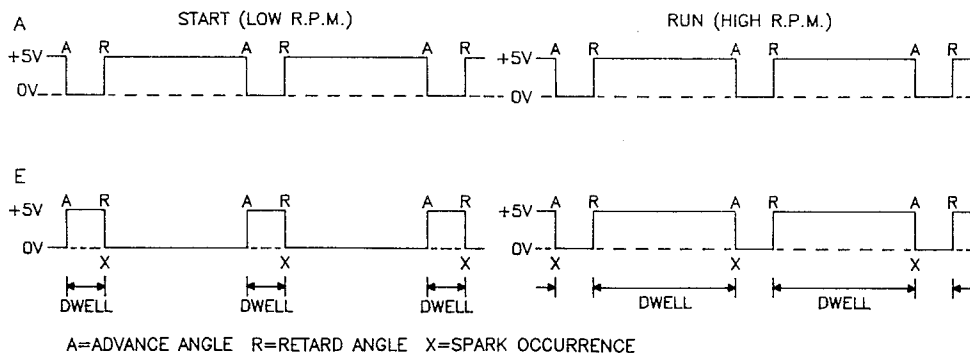 START (LOW R.P.M.) RUN (HIGH R.P.M.)
A
A R A R A R A R A R A R
+5V +5V
0V 0V
E
A R A R A R A R A R A R
+5V +5V
0V 0V
X X X X X X
DWELL DWELL DWELL DWELL DWELL
A=ADVANCE ANGLE R=RETARD ANGLE X=SPARK OCCURRENCE